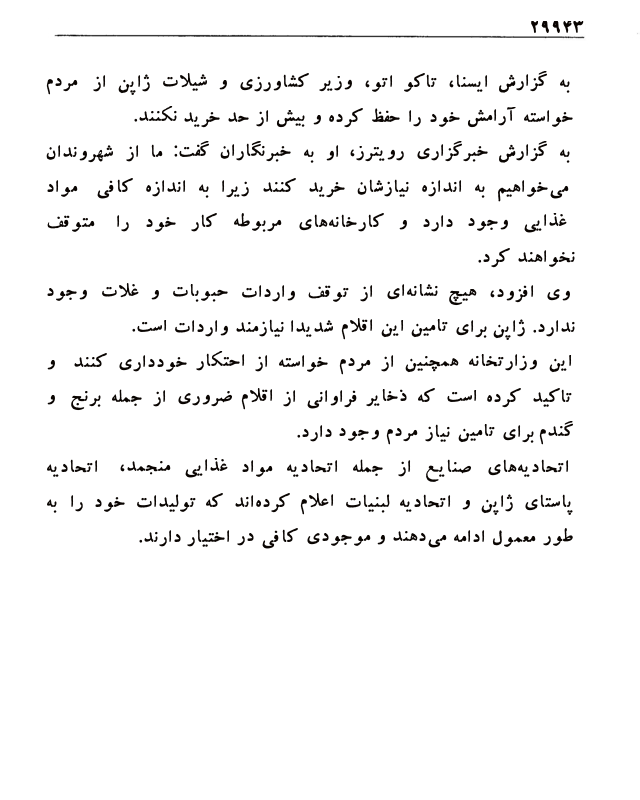 ۲۹۹۴۳
به گزارش ایسنا، تاکو اتو، وزیر کشاورزی و شیلات ژاپن از مردم
خواسته آرامش خود را حفظ کرده و بیش از حد خرید نکنند.
به گزارش خبرگزاری رویترز، او به خبرنگاران گفت: ما از شهروندان
می‌خواهیم به اندازه نیازشان خرید کنند زیرا به اندازه کافی مواد
غذایی وجود دارد و کارخانه‌های مربوطه کار خود را متوقف
نخواهند کرد.
وی افزود، هیچ نشانه‌ای از توقف واردات حبوبات و غلات وجود
ندارد. ژاپن برای تامین این اقلام شدیدا نیازمند واردات است.
این وزارتخانه همچنین از مردم خواسته از احتکار خودداری کنند و
تاکید کرده است که ذخایر فراوانی از اقلام ضروری از جمله برنج و
گندم برای تامین نیاز مردم وجود دارد.
اتحادیه‌های صنایع از جمله اتحادیه مواد غذایی منجمد، اتحادیه
پاستای ژاپن و اتحادیه لبنیات اعلام کرده‌اند که تولیدات خود را به
طور معمول ادامه می‌دهند و موجودی کافی در اختیار دارند.